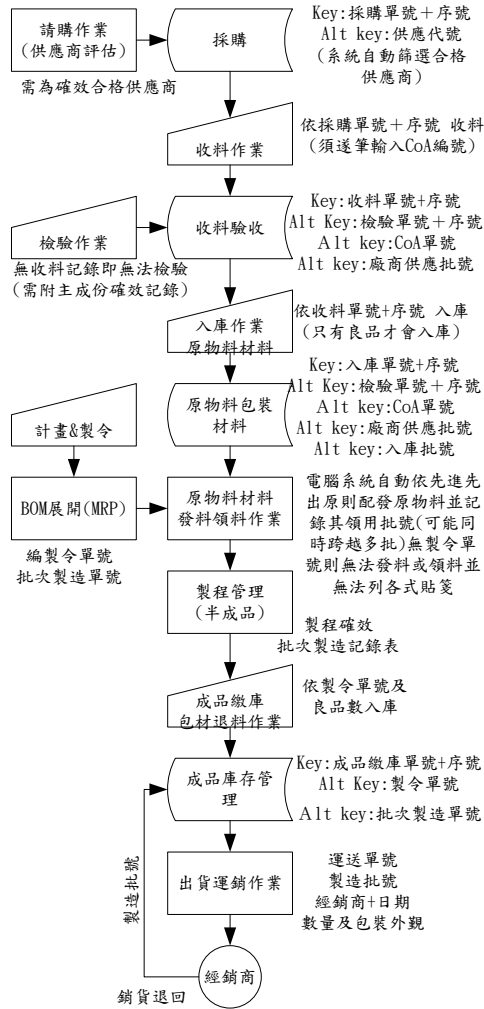 請購作業
(供應商評估)
需為確效合格供應商
採購
Key:採購單號＋序號
Alt key:供應代號
(系統自動篩選合格
供應商)
收料作業
依採購單號＋序號 收料
(須逐筆輸入CoA編號)
檢驗作業
無收料記錄即無法檢驗
(需附主成份確效記錄)
收料驗收
Key:收料單號+序號
Alt Key:檢驗單號＋序號
Alt key:CoA單號
Alt key:廠商供應批號
入庫作業
原物料材料
依收料單號+序號 入庫
(只有良品才會入庫)
計畫&製令
原物料包裝
材料
Key:入庫單號+序號
Alt Key:檢驗單號＋序號
Alt key:CoA單號
Alt key:廠商供應批號
Alt key:入庫批號
BOM展開(MRP)
編製令單號
批次製造單號
原物料材料
發料領料作業
電腦系統自動依先進先
出原則配發原物料並記
錄其領用批號(可能同
時跨越多批)無製令單
號則無法發料或領料並
無法列各式貼箋
製程管理
(半成品)
製程確效
批次製造記錄表
成品繳庫
包材退料作業
依製令單號及
良品數入庫
成品庫存管
理
Key:成品繳庫單號+序號
Alt Key:製令單號
Alt key:批次製造單號
出貨運銷作業
運送單號
製造批號
經銷商+日期
數量及包裝外觀
製造批號
經銷商
銷貨退回